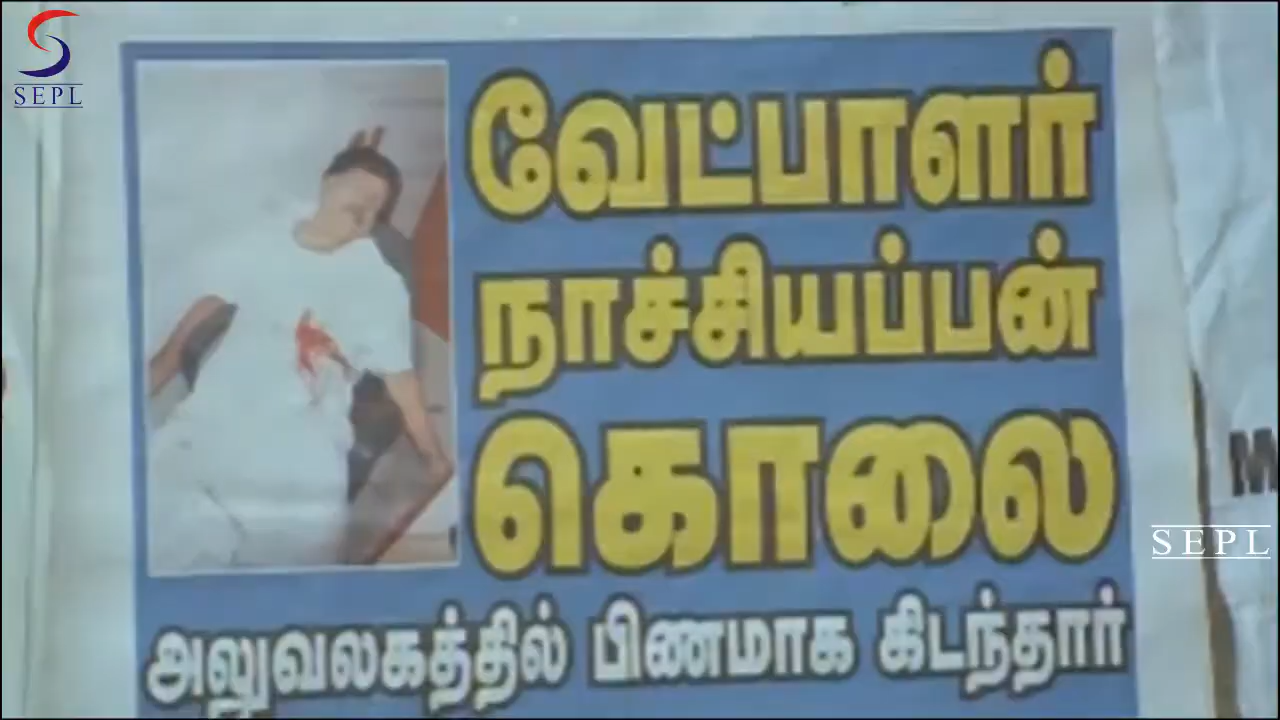 SEPL
வேட்பாளர்
நாச்சியப்பன்
கொலை
அலுவலகத்தில் பிணமாக கிடந்தார்
M
SEPL